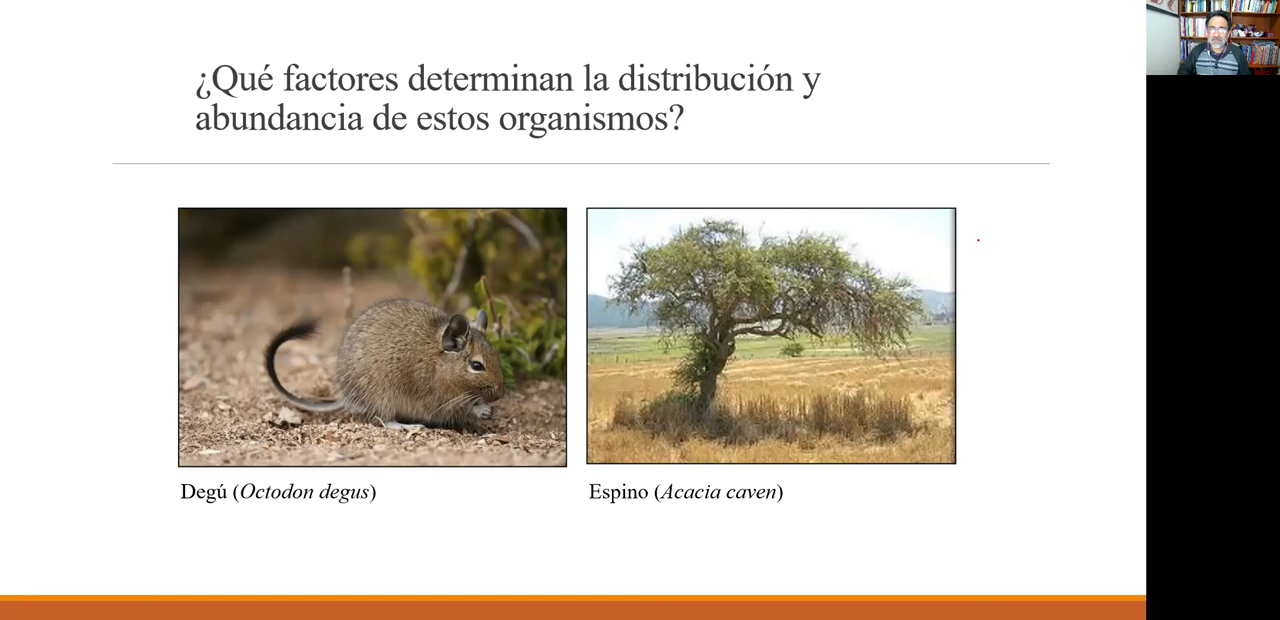 ¿Qué factores determinan la distribución y
abundancia de estos organismos?
Degú (Octodon degus)
Espino (Acacia caven)